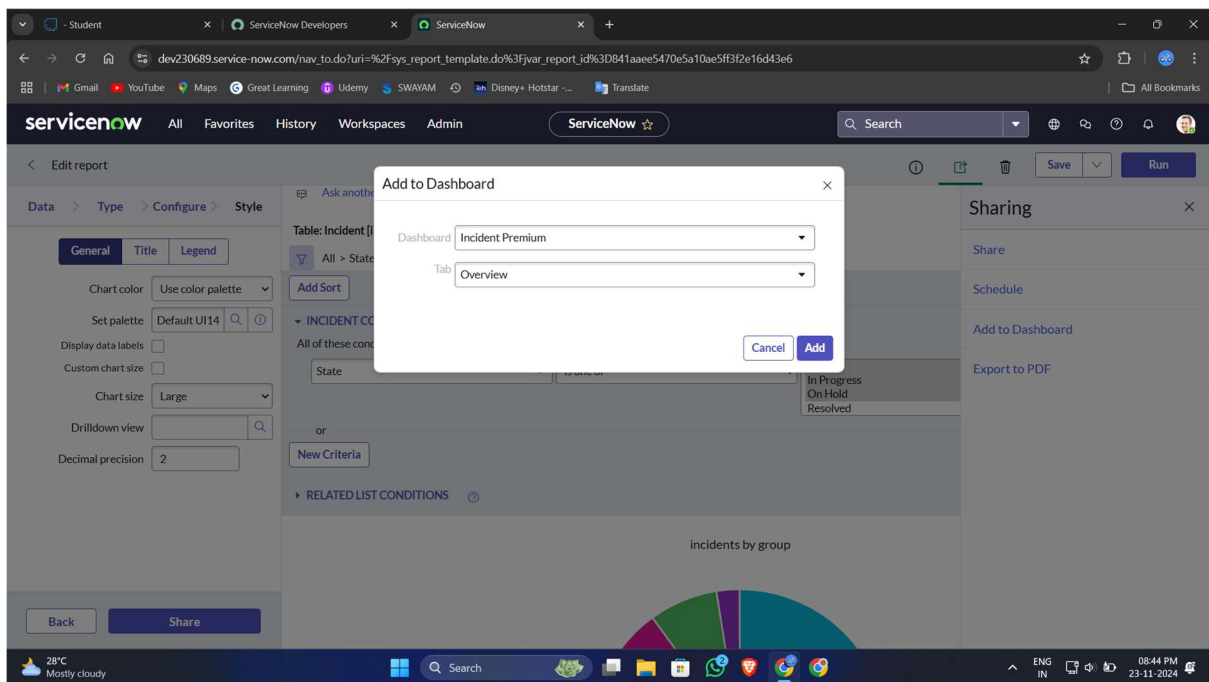 - Student
ServiceNow Developers
ServiceNow
dev230689.service-now.com/nav_to.do?uri=%2Fsys_report_template.do%3Fjvar_report_id%3D841aaee5470e5a10ae5ff3f2e16d43e6
Gmail YouTube Maps Great Learning Udemy SWAYAM Disney+ Hotstar -... Translate All Bookmarks
servicenow All Favorites History Workspaces Admin ServiceNow Search
Edit report Save Run
Data > Type > Configure > Style
General Title Legend
Chart color Use color palette
Set palette Default UI14
Display data labels
Custom chart size
Chart size Large
Drilldown view
Decimal precision 2
Back Share
Ask anothe
Table: Incident [i
All > State
Add Sort
INCIDENT CO
All of these cond
State
In Progress
On Hold
Resolved
or
New Criteria
RELATED LIST CONDITIONS
incidents by group
Add to Dashboard
Dashboard Incident Premium
Tab Overview
Cancel Add
Sharing
Share
Schedule
Add to Dashboard
Export to PDF
28°C
Mostly cloudy
Search
2
ENG
IN
08:44 PM
23-11-2024